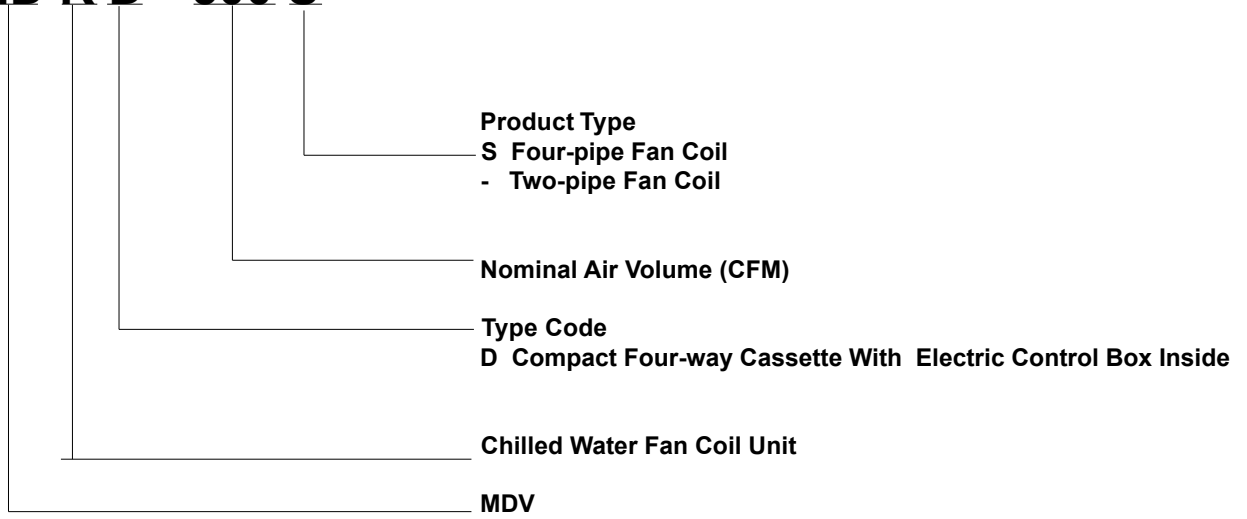 Product Type
S Four-pipe Fan Coil
- Two-pipe Fan Coil
Nominal Air Volume (CFM)
Type Code
D Compact Four-way Cassette With Electric Control Box Inside
Chilled Water Fan Coil Unit
MDV